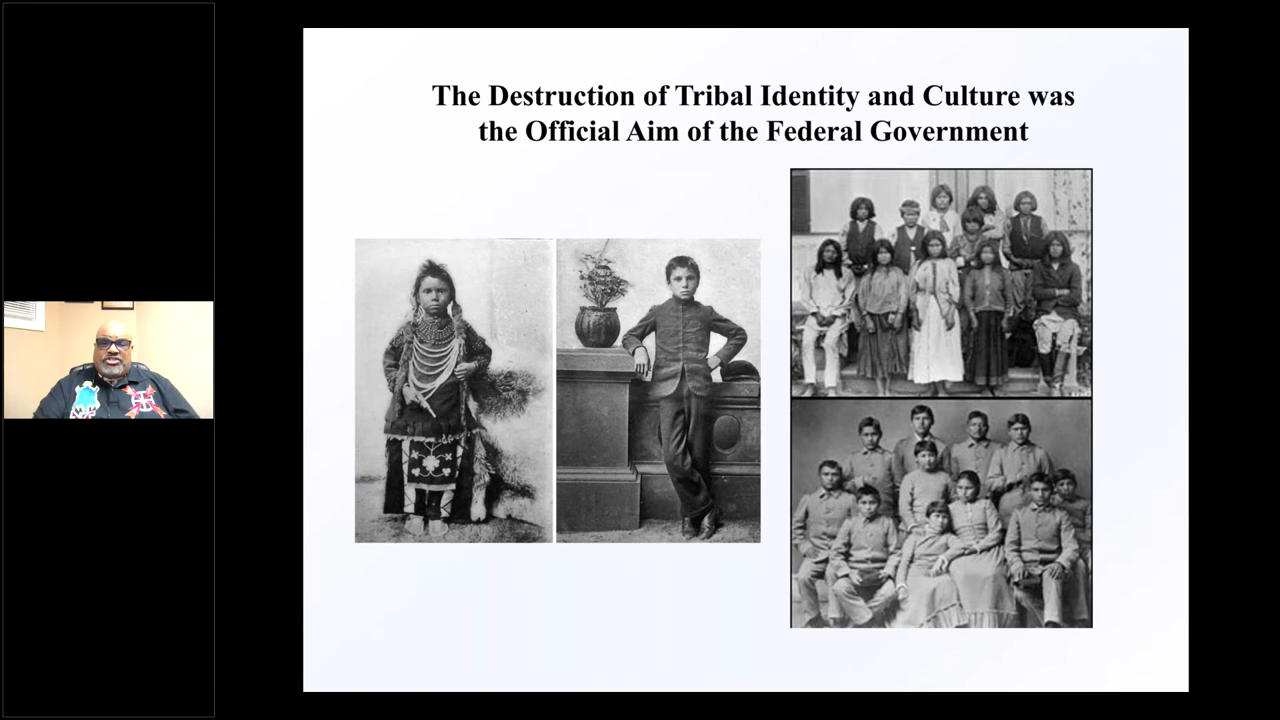 The Destruction of Tribal Identity and Culture was
the Official Aim of the Federal Government